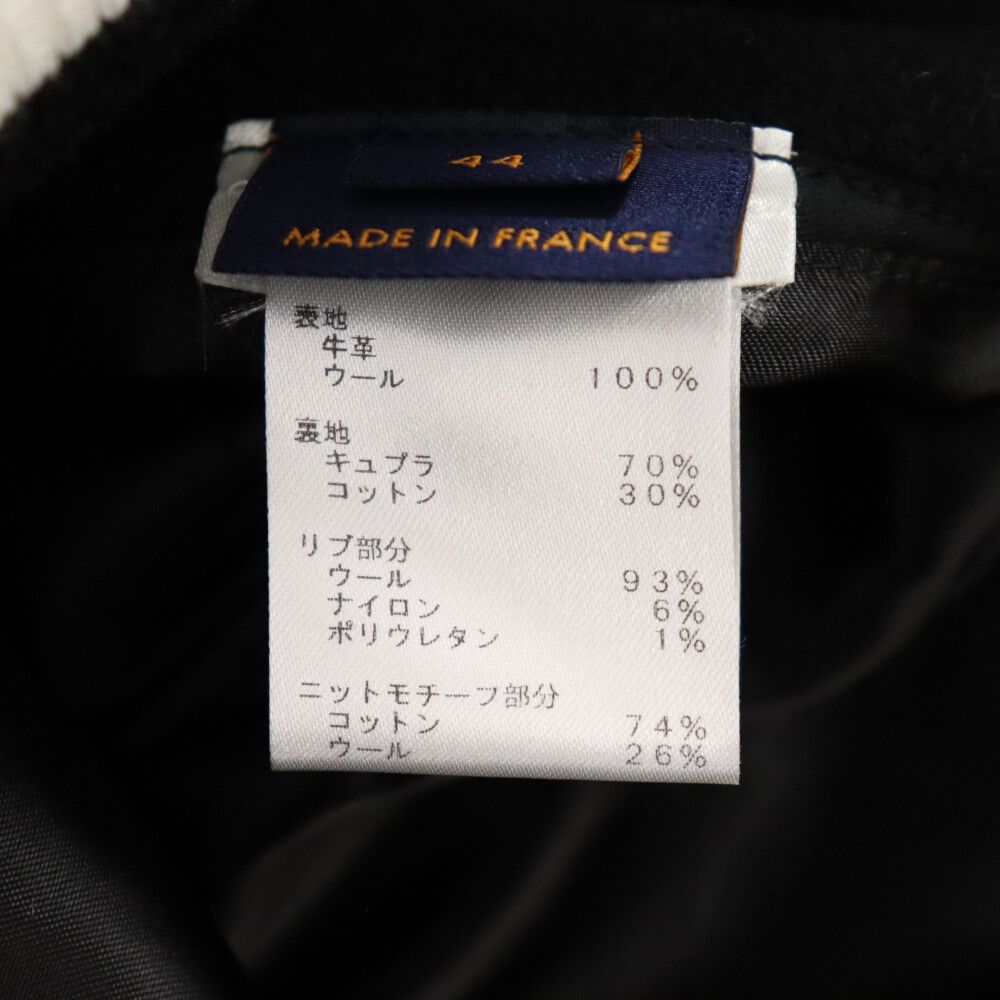 44
MADE IN FRANCE
表地
牛革
ウール 100%
裏地
キュプラ 70%
コットン 30%
リブ部分
ウール 93%
ナイロン 6%
ポリウレタン 1%
ニットモチーフ部分
コットン 74%
ウール 26%